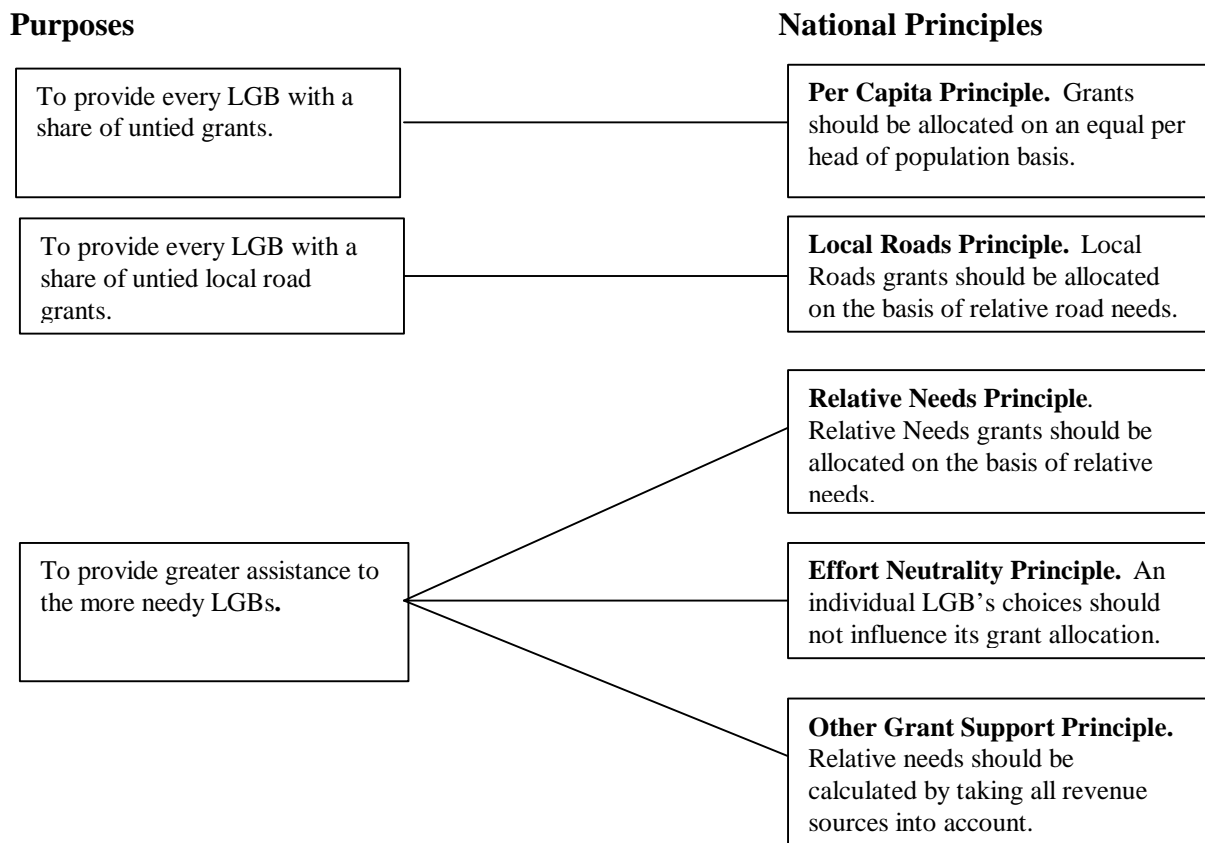 Purposes
National Principles
To provide every LGB with a
share of untied grants.
Per Capita Principle.  Grants
should be allocated on an equal per
head of population basis.
To provide every LGB with a
share of untied local road
grants.
Local Roads Principle.  Local
Roads grants should be allocated
on the basis of relative road needs.
Relative Needs Principle.
Relative Needs grants should be
allocated on the basis of relative
needs.
To provide greater assistance to
the more needy LGBs.
Effort Neutrality Principle.  An
individual LGB’s choices should
not influence its grant allocation.
Other Grant Support Principle.
Relative needs should be
calculated by taking all revenue
sources into account.